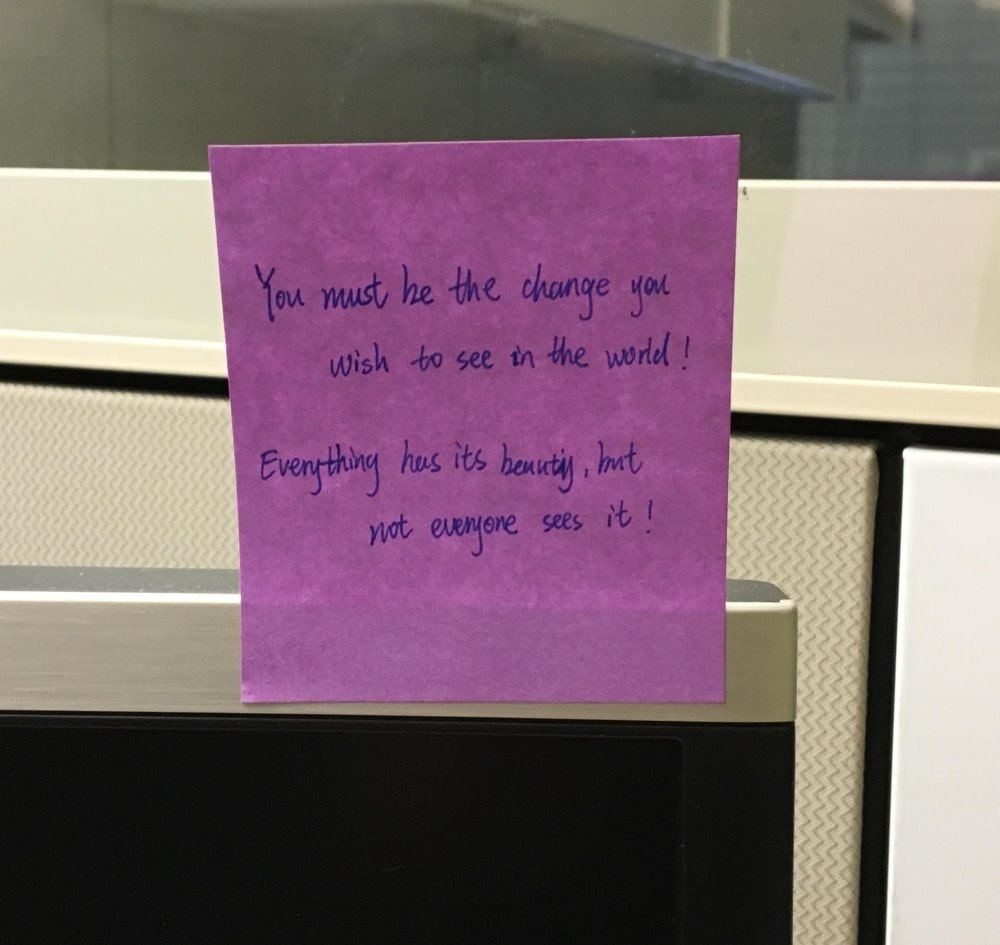 You must be the change you
wish to see in the world!
Everything has its beauty, but
not everyone sees it!